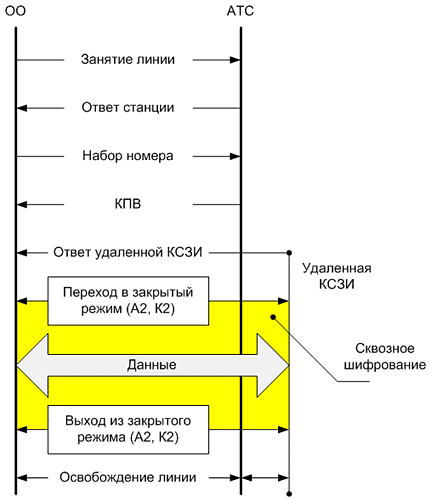 ОО АТС
Занятие линии
Ответ станции
Набор номера
КПВ
Ответ удаленной КСЗИ
Удаленная
КСЗИ
Переход в закрытый
режим (А2, К2)
Сквозное
шифрование
Данные
Выход из закрытого
режима (А2, К2)
Освобождение линии